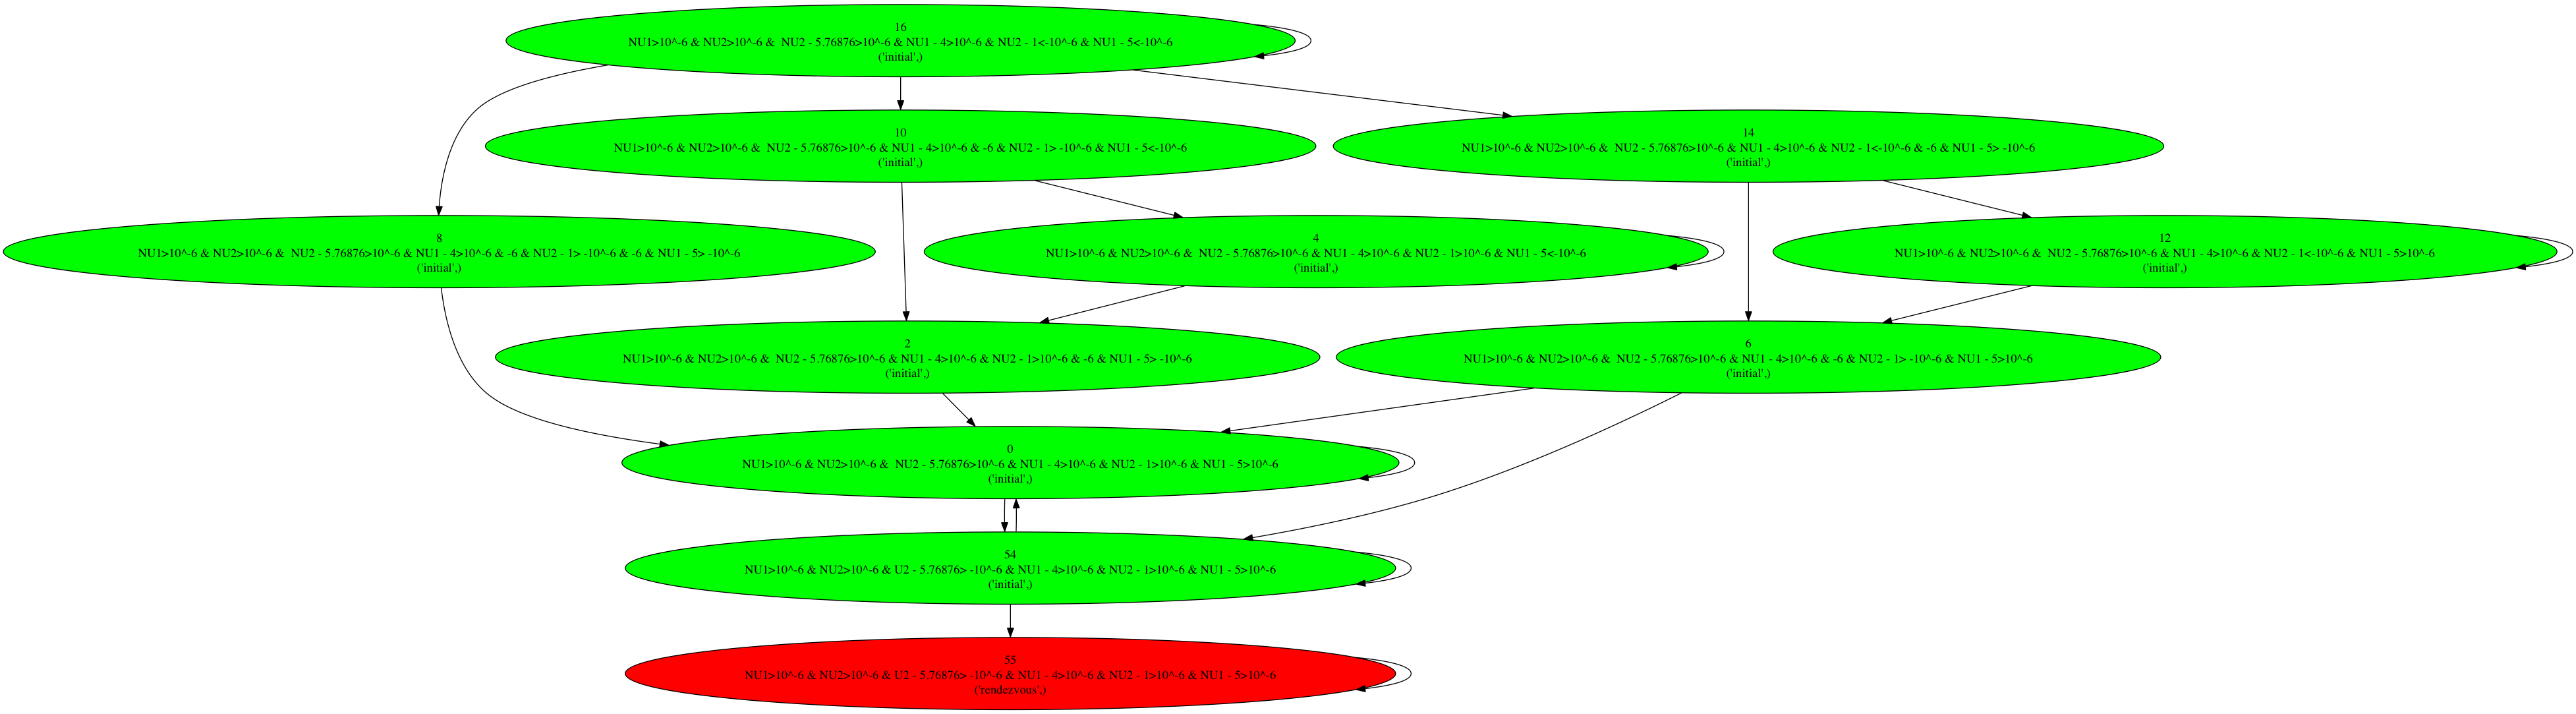 16
NU1>10^-6 & NU2>10^-6 &  NU2 - 5.76876>10^-6 & NU1 - 4>10^-6 & NU2 - 1<-10^-6 & NU1 - 5<-10^-6
('initial',)
10
NU1>10^-6 & NU2>10^-6 &  NU2 - 5.76876>10^-6 & NU1 - 4>10^-6 & -6 & NU2 - 1> -10^-6 & NU1 - 5<-10^-6
('initial',)
14
NU1>10^-6 & NU2>10^-6 &  NU2 - 5.76876>10^-6 & NU1 - 4>10^-6 & NU2 - 1<-10^-6 & -6 & NU1 - 5> -10^-6
('initial',)
8
NU1>10^-6 & NU2>10^-6 &  NU2 - 5.76876>10^-6 & NU1 - 4>10^-6 & -6 & NU2 - 1> -10^-6 & -6 & NU1 - 5> -10^-6
('initial',)
4
NU1>10^-6 & NU2>10^-6 &  NU2 - 5.76876>10^-6 & NU1 - 4>10^-6 & NU2 - 1>10^-6 & NU1 - 5<-10^-6
('initial',)
12
NU1>10^-6 & NU2>10^-6 &  NU2 - 5.76876>10^-6 & NU1 - 4>10^-6 & NU2 - 1<-10^-6 & NU1 - 5>10^-6
('initial',)
2
NU1>10^-6 & NU2>10^-6 &  NU2 - 5.76876>10^-6 & NU1 - 4>10^-6 & NU2 - 1>10^-6 & -6 & NU1 - 5> -10^-6
('initial',)
6
NU1>10^-6 & NU2>10^-6 &  NU2 - 5.76876>10^-6 & NU1 - 4>10^-6 & -6 & NU2 - 1> -10^-6 & NU1 - 5>10^-6
('initial',)
0
NU1>10^-6 & NU2>10^-6 &  NU2 - 5.76876>10^-6 & NU1 - 4>10^-6 & NU2 - 1>10^-6 & NU1 - 5>10^-6
('initial',)
54
NU1>10^-6 & NU2>10^-6 & U2 - 5.76876> -10^-6 & NU1 - 4>10^-6 & NU2 - 1>10^-6 & NU1 - 5>10^-6
('initial',)
55
NU1>10^-6 & NU2>10^-6 & U2 - 5.76876> -10^-6 & NU1 - 4>10^-6 & NU2 - 1>10^-6 & NU1 - 5>10^-6
('rendezvous',)